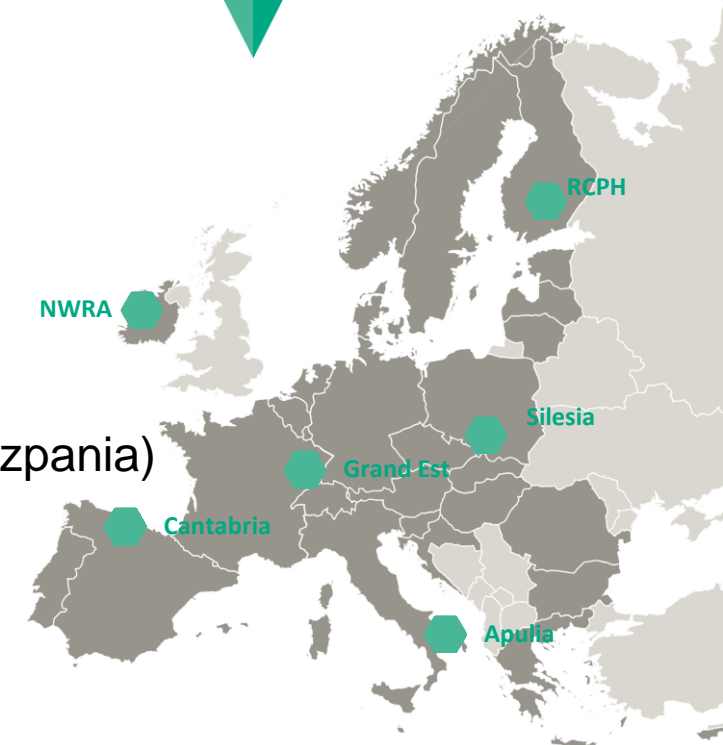 RCPH
NWRA
Silesia
zpania)
Grand Est
Cantabria
Apulia